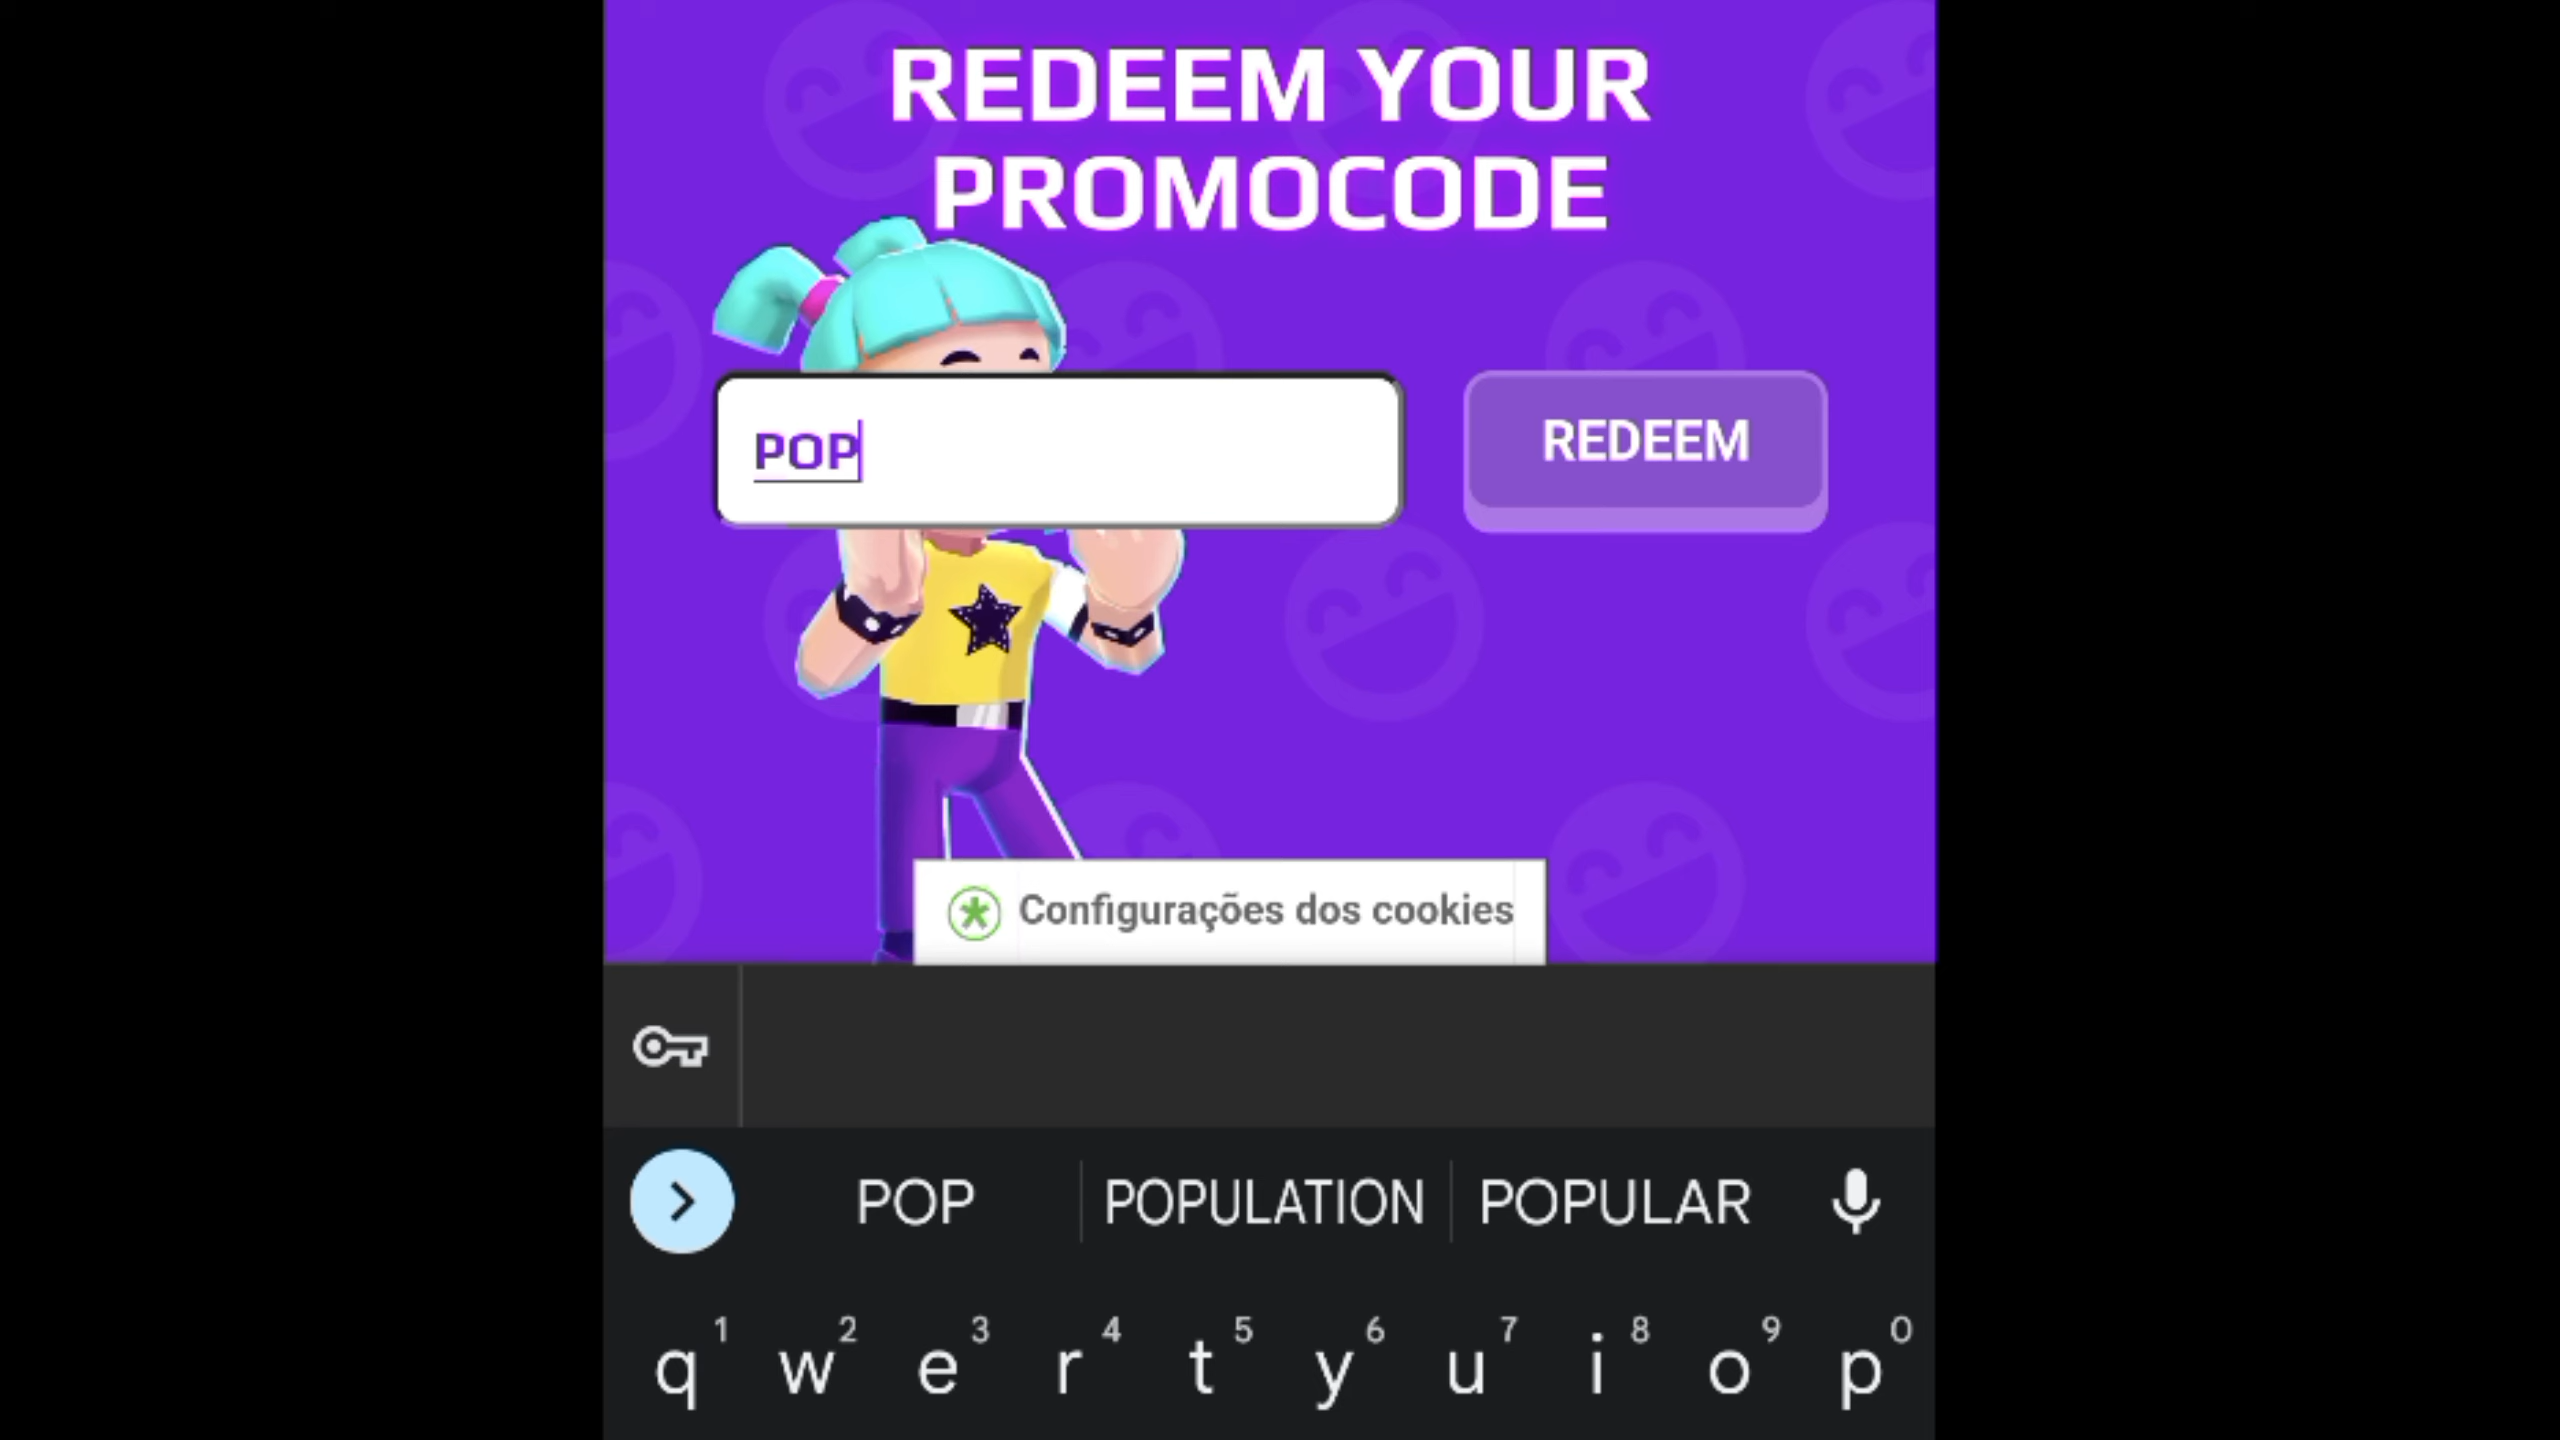 REDEEM YOUR
PROMOCODE
POP
REDEEM
Configurações dos cookies
POP POPULATION POPULAR
1 2 3 4 5 6 7 8 9 0
q w e r t y u i o p